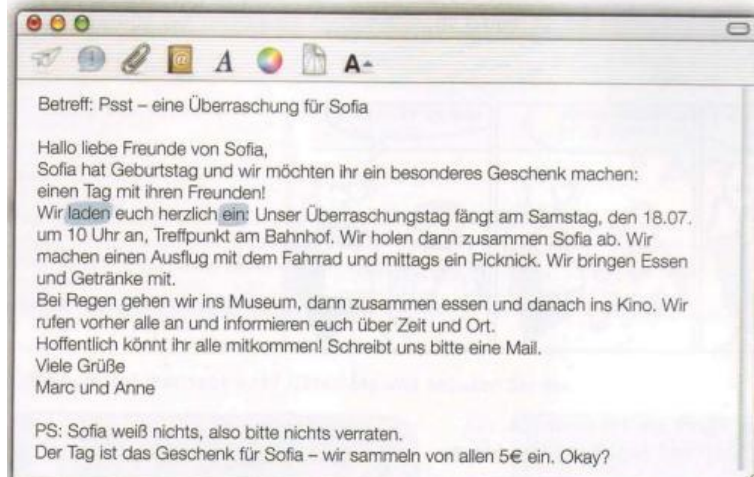 Betreff: Psst – eine Überraschung für Sofia
Hallo liebe Freunde von Sofia,
Sofia hat Geburtstag und wir möchten ihr ein besonderes Geschenk machen:
einen Tag mit ihren Freunden!
Wir laden euch herzlich ein: Unser Überraschungstag fängt am Samstag, den 18.07.
um 10 Uhr an, Treffpunkt am Bahnhof. Wir holen dann zusammen Sofia ab. Wir
machen einen Ausflug mit dem Fahrrad und mittags ein Picknick. Wir bringen Essen
und Getränke mit.
Bei Regen gehen wir ins Museum, dann zusammen essen und danach ins Kino. Wir
rufen vorher alle an und informieren euch über Zeit und Ort.
Hoffentlich könnt ihr alle mitkommen! Schreibt uns bitte eine Mail.
Viele Grüße
Marc und Anne
PS: Sofia weiß nichts, also bitte nichts verraten.
Der Tag ist das Geschenk für Sofia – wir sammeln von allen 5€ ein. Okay?